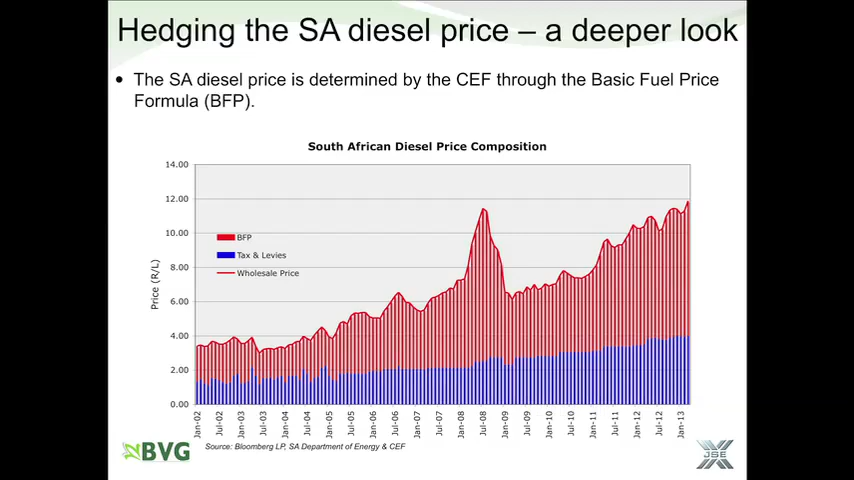 Hedging the SA diesel price – a deeper look
• The SA diesel price is determined by the CEF through the Basic Fuel Price
Formula (BFP).
South African Diesel Price Composition
14.00
12.00
10.00
8.00
6.00
4.00
2.00
0.00
Price (R/L)
BFP
Tax & Levies
Wholesale Price
Jan-02
Jul-02
Jan-03
Jul-03
Jan-04
Jul-04
Jan-05
Jul-05
Jan-06
Jul-06
Jan-07
Jul-07
Jan-08
Jul-08
Jan-09
Jul-09
Jan-10
Jul-10
Jan-11
Jul-11
Jan-12
Jul-12
Jan-13
BVG
Source: Bloomberg LP, SA Department of Energy & CEF
JSE